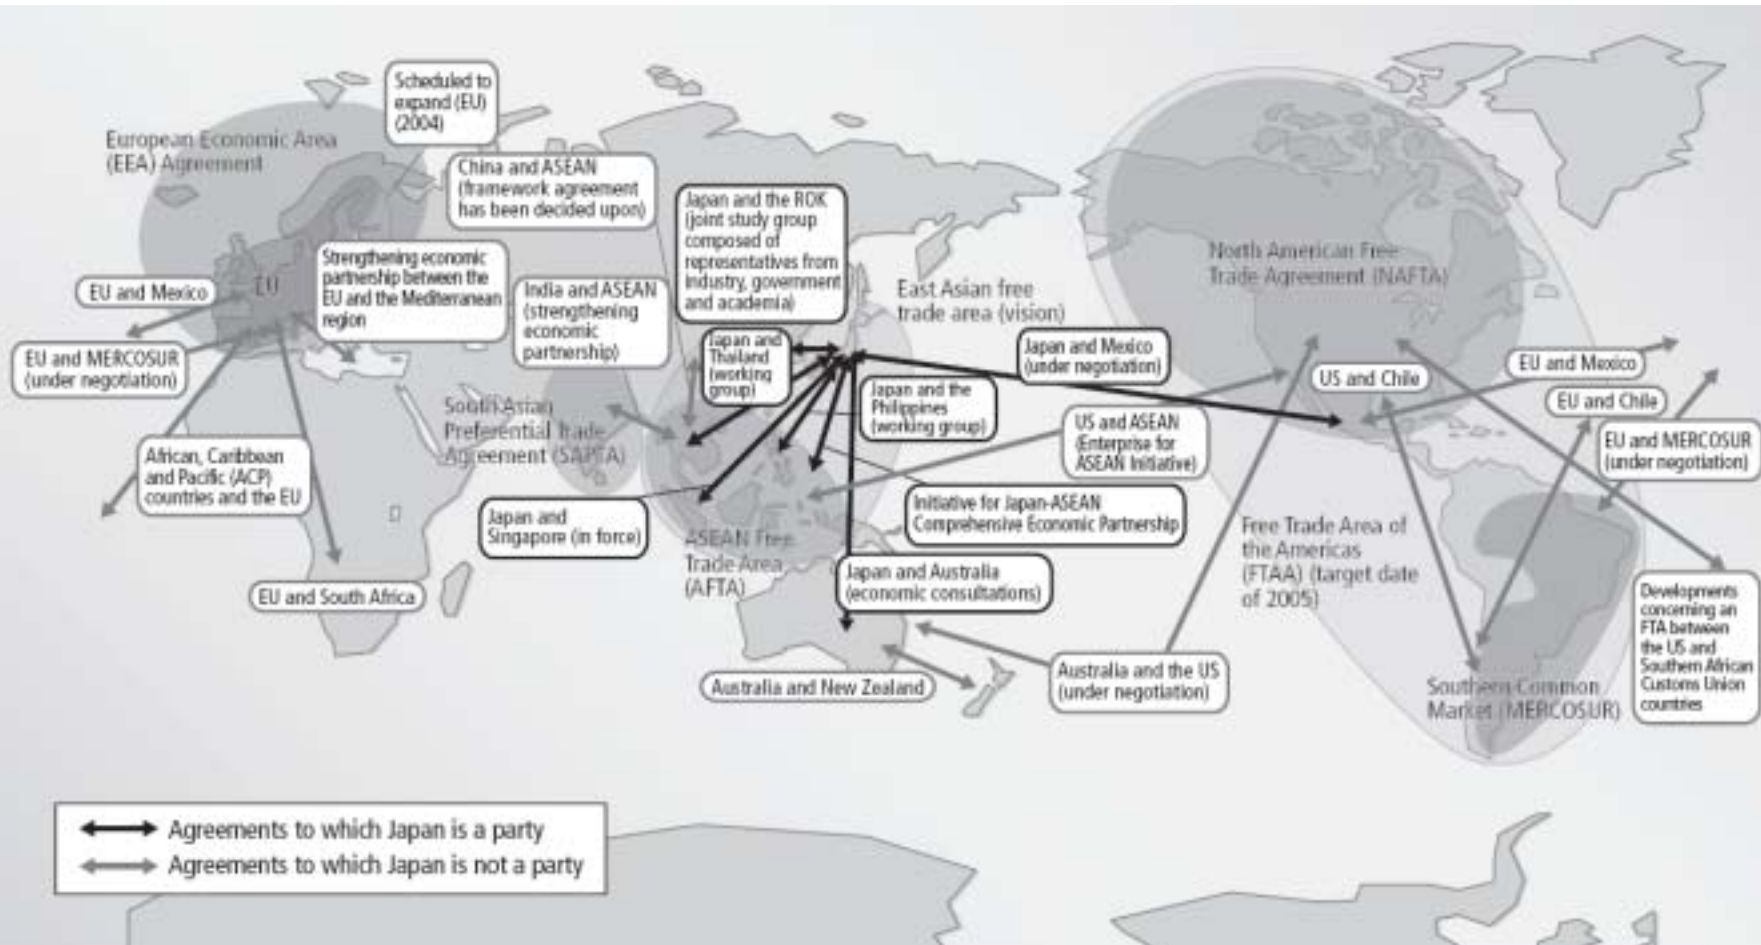 Scheduled to
expand (EU)
(2004)
European Economic Area
(EEA) Agreement
China and ASEAN
(framework agreement
has been decided upon)
Japan and the ROK
(joint study group
composed of
representatives from
industry, government
and academia)
North American Free
Trade Agreement (NAFTA)
Strengthening economic
partnership between the
EU and the Mediterranean
region
EU and Mexico
EU
India and ASEAN
(strengthening
economic
partnership)
East Asian free
trade area (vision)
EU and MERCOSUR
(under negotiation)
Japan and
Thailand
(working
group)
Japan and Mexico
(under negotiation)
US and Chile
EU and Mexico
Japan and the
Philippines
(working group)
EU and Chile
South Asian
Preferential Trade
Agreement (SAPTA)
US and ASEAN
(Enterprise for
ASEAN Initiative)
EU and MERCOSUR
(under negotiation)
African, Caribbean
and Pacific (ACP)
countries and the EU
Japan and
Singapore (in force)
Initiative for Japan-ASEAN
Comprehensive Economic Partnership
ASEAN Free
Trade Area
(AFTA)
Free Trade Area of
the Americas
(FTAA) (target date
of 2005)
Japan and Australia
(economic consultations)
EU and South Africa
Developments
concerning an
FTA between
the US and
Southern African
Customs Union
countries
Australia and New Zealand
Australia and the US
(under negotiation)
Southern Common
Market (MERCOSUR)
Agreements to which Japan is a party
Agreements to which Japan is not a party